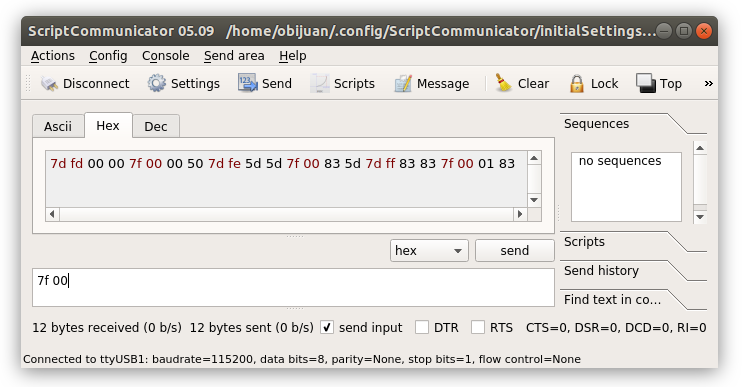 ScriptCommunicator 05.09 /home/obijuan/.config/ScriptCommunicator/initialSettings...
Actions Config Console Send area Help
Disconnect Settings Send Scripts Message Clear Lock Top »
Ascii Hex Dec
7d fd 00 00 7f 00 00 50 7d fe 5d 5d 7f 00 83 5d 7d ff 83 83 7f 00 01 83
Sequences
no sequences
hex send
Scripts
7f 00
Send history
Find text in co...
12 bytes received (0 b/s) 12 bytes sent (0 b/s) send input DTR RTS CTS=0, DSR=0, DCD=0, RI=0
Connected to ttyUSB1: baudrate=115200, data bits=8, parity=None, stop bits=1, flow control=None